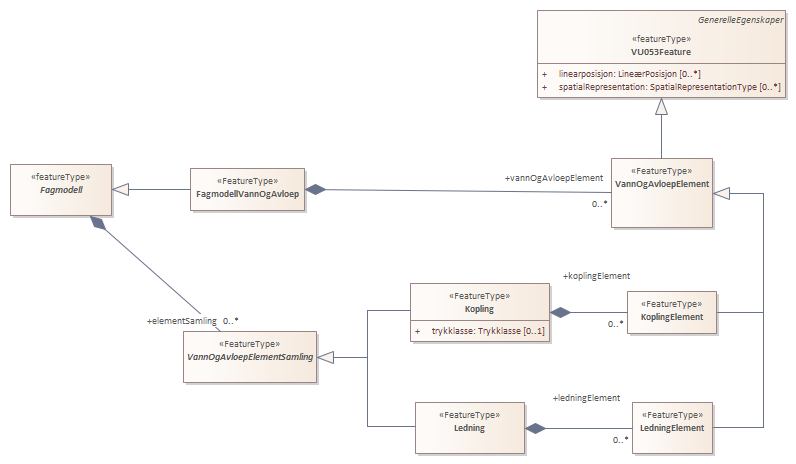 GenerelleEgenskaper
«featureType»
VU053Feature
+ linearposisjon: LineærPosisjon [0..*]
+ spatialRepresentation: SpatialRepresentationType [0..*]
«featureType»
Fagmodell
«FeatureType»
FagmodellVannOgAvloep
+vannOgAvloepElement
0..*
«FeatureType»
VannOgAvloepElement
+elementSamling 0..*
«FeatureType»
VannOgAvloepElementSamling
«FeatureType»
Kopling
+ trykklasse: Trykklasse [0..1]
+koplingElement
0..*
«FeatureType»
KoplingElement
«FeatureType»
Ledning
+ledningElement
0..*
«FeatureType»
LedningElement